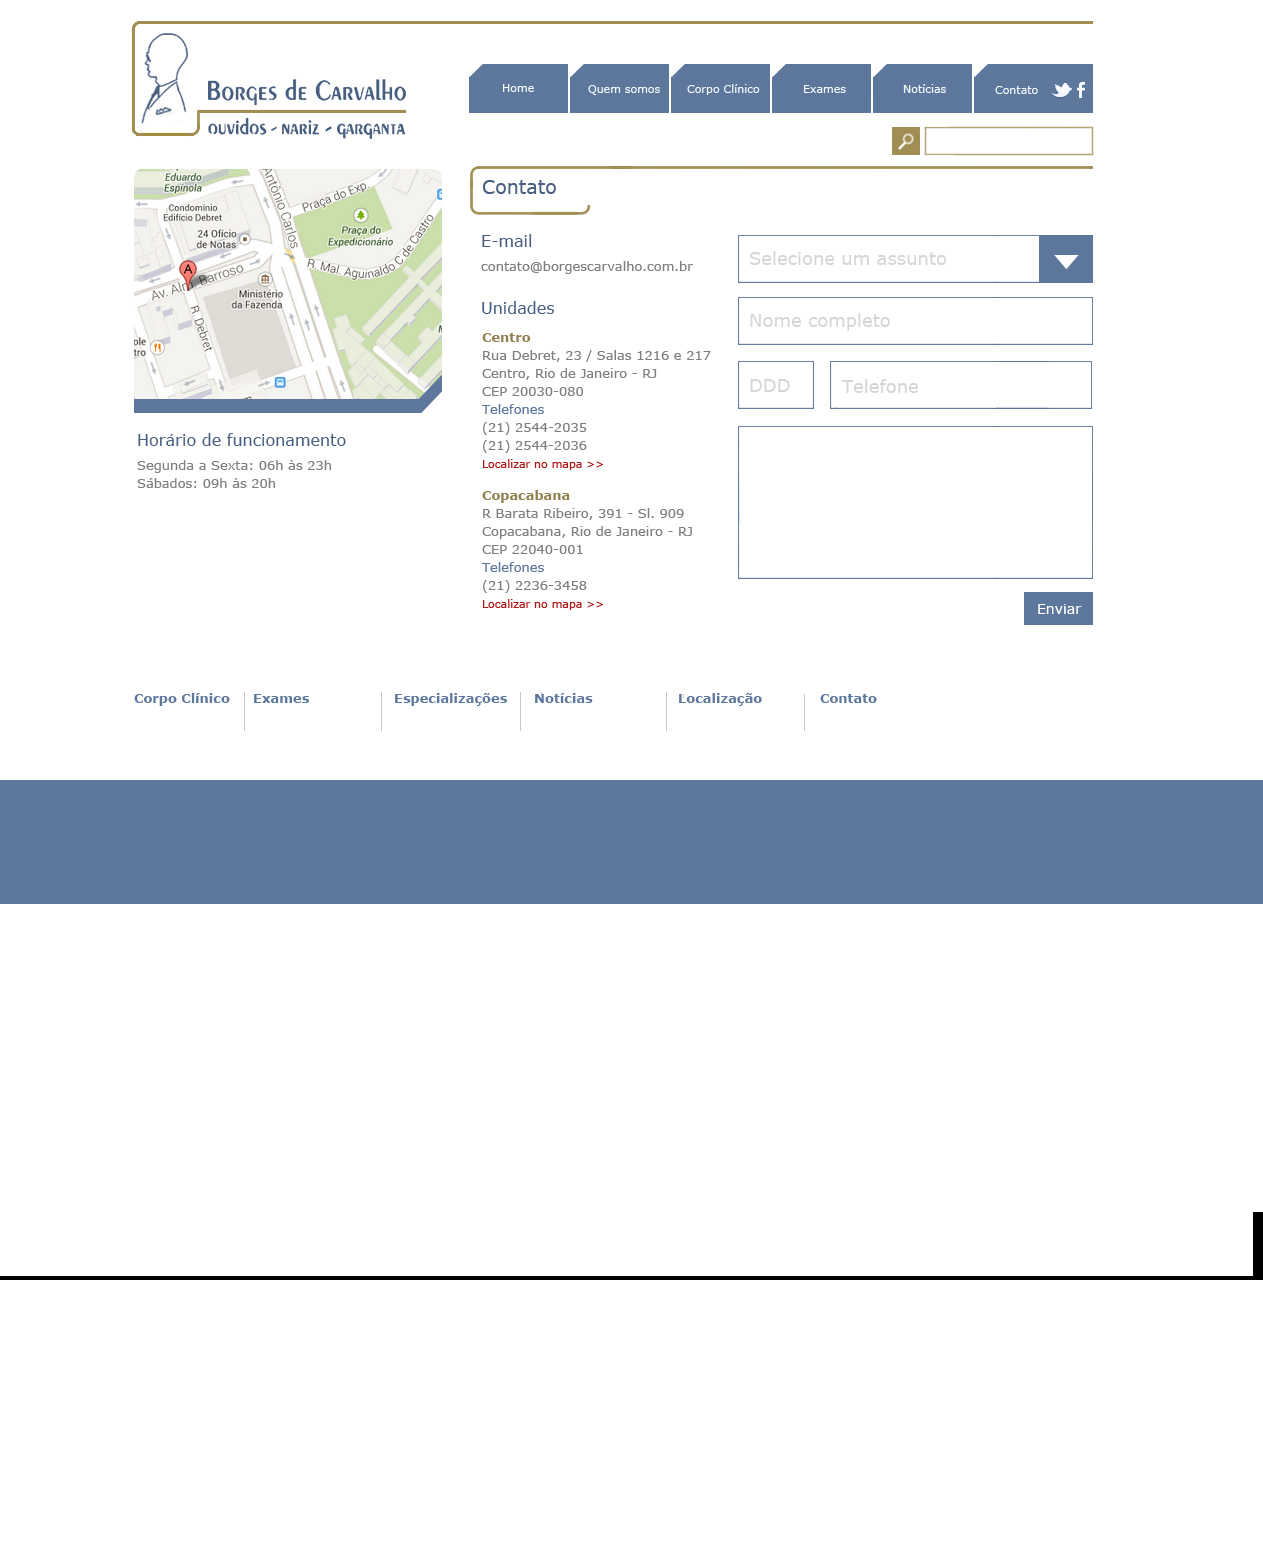 Borges de Carvalho
ouvidos - nariz - garganta
Home
Quem somos
Corpo Clínico
Exames
Notícias
Contato
Eduardo
Espínola
Condomínio
Edifício Debret
24 Ofício
de Notas
Antônio Carlos
Praça do Exp
Praça do
Expedicionário
R. Mal. Aguinaldo C de Castro
A
Av. Alm. Barroso
Ministério
da Fazenda
R. Debret
Horário de funcionamento
Segunda a Sexta: 06h às 23h
Sábados: 09h às 20h
Contato
E-mail
contato@borgescarvalho.com.br
Unidades
Centro
Rua Debret, 23 / Salas 1216 e 217
Centro, Rio de Janeiro - RJ
CEP 20030-080
Telefones
(21) 2544-2035
(21) 2544-2036
Localizar no mapa >>
Copacabana
R Barata Ribeiro, 391 - Sl. 909
Copacabana, Rio de Janeiro - RJ
CEP 22040-001
Telefones
(21) 2236-3458
Localizar no mapa >>
Selecione um assunto
Nome completo
DDD
Telefone
Enviar
Corpo Clínico
Exames
Especializações
Notícias
Localização
Contato